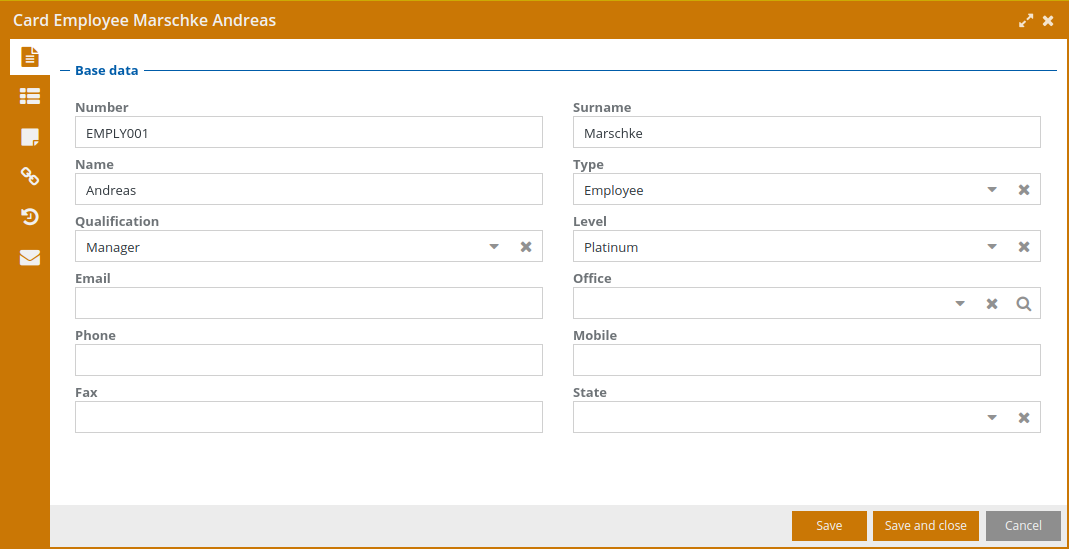 Card Employee Marschke Andreas
Base data
Number Surname
EMPLY001 Marschke
Name Type
Andreas Employee
Qualification Level
Manager Platinum
Email Office
Phone Mobile
Fax State
Save Save and close Cancel